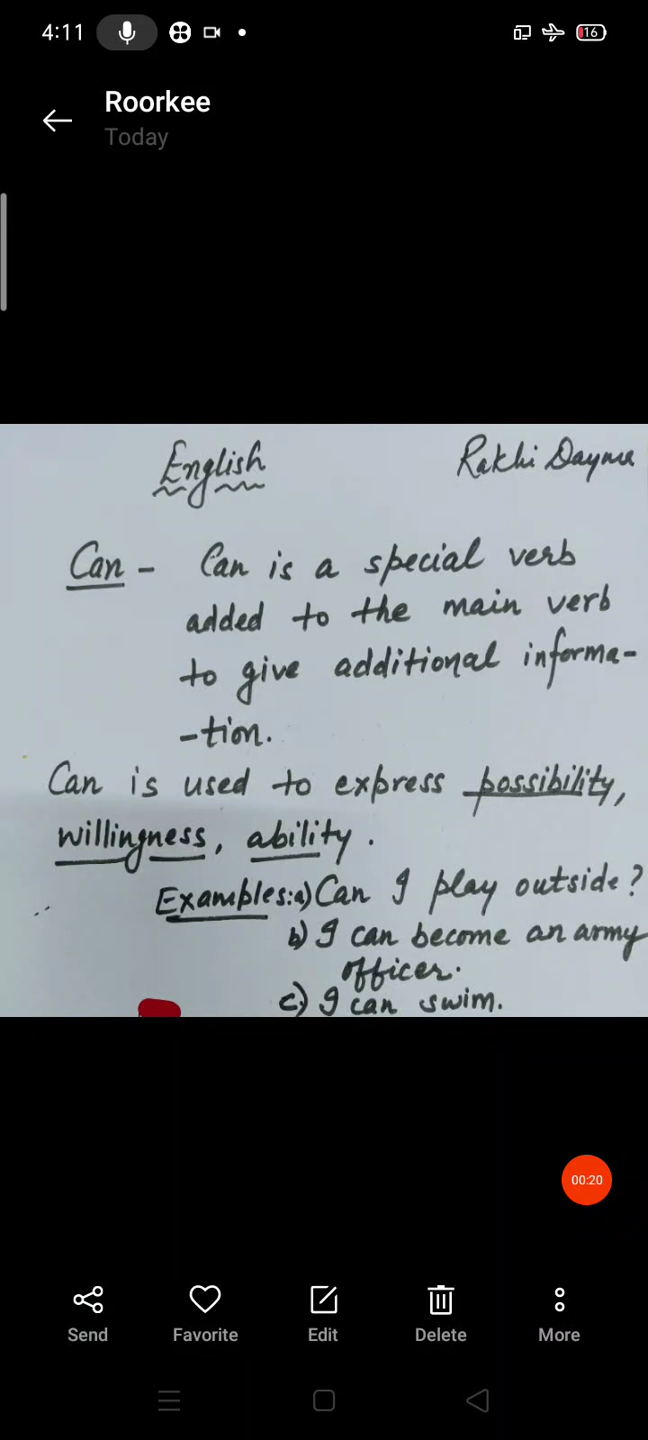 4:11
16
Roorkee
Today
English
Rakhi Dayma
Can - Can is a special verb
added to the main verb
to give additional informa-
-tion.
Can is used to express possibility,
willingness, ability.
Examples:a) Can I play outside?
b) I can become an army
officer.
c) I can swim.
00:20
Send Favorite Edit Delete More